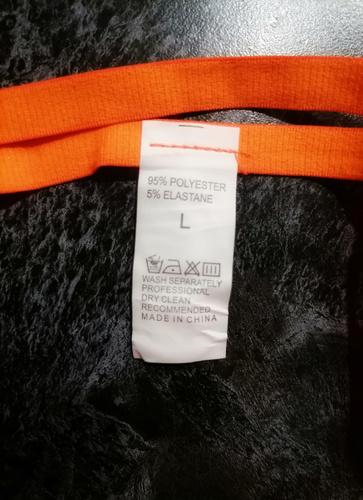 95% POLYESTER
5% ELASTANE
L
WASH SEPARATELY
PROFESSIONAL
DRY CLEAN
RECOMMENDED
MADE IN CHINA